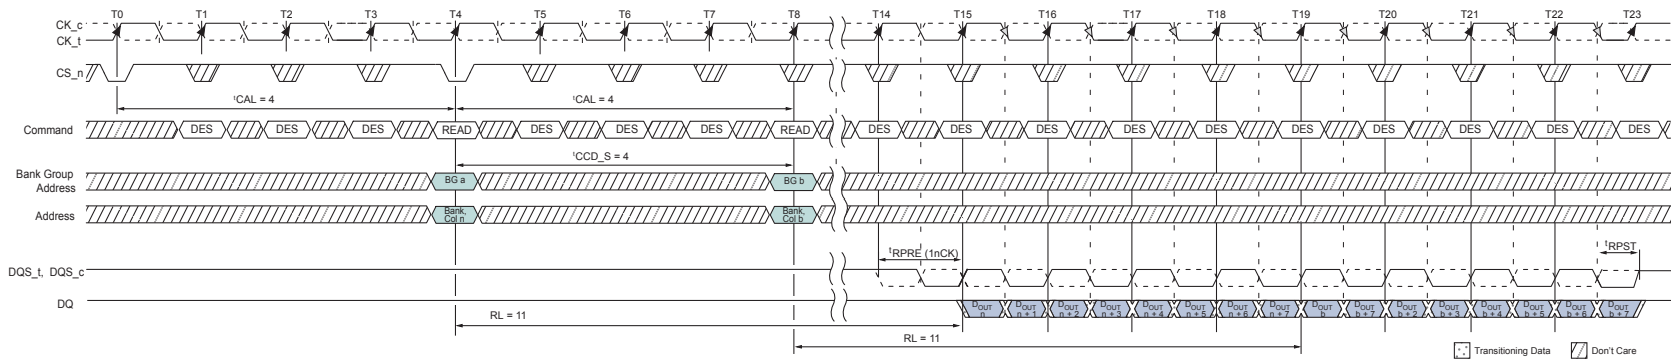 T0 T1 T2 T3 T4 T5 T6 T7 T8 T14 T15 T16 T17 T18 T19 T20 T21 T22 T23
CK_c
CK_t
CS_n
tCAL = 4 tCAL = 4
Command DES DES DES READ DES DES DES READ DES DES DES DES DES DES DES DES DES DES
tCCD_S = 4
Bank Group
Address
BG a BG b
Address
Bank,
Col n
Bank,
Col b
tRPRE (1nCK) tRPST
DQS_t, DQS_c
DQ
DOUT DOUT DOUT DOUT DOUT DOUT DOUT DOUT DOUT DOUT DOUT DOUT DOUT DOUT DOUT DOUT
n n + 1 n + 2 n + 3 n + 4 n + 5 n + 6 n + 7 b b + 7 b + 2 b + 3 b + 4 b + 5 b + 6 b + 7
RL = 11
RL = 11
Transitioning Data Don't Care